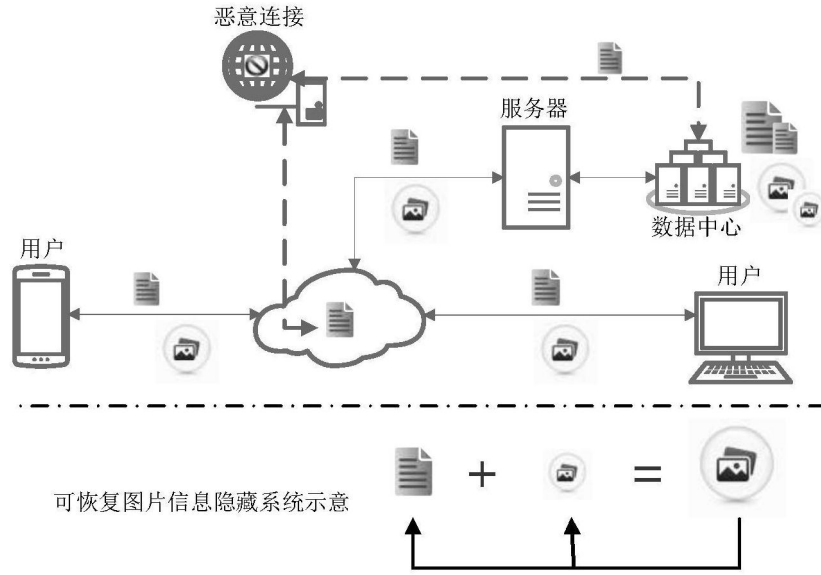 恶意连接
服务器
数据中心
用户
用户
可恢复图片信息隐藏系统示意